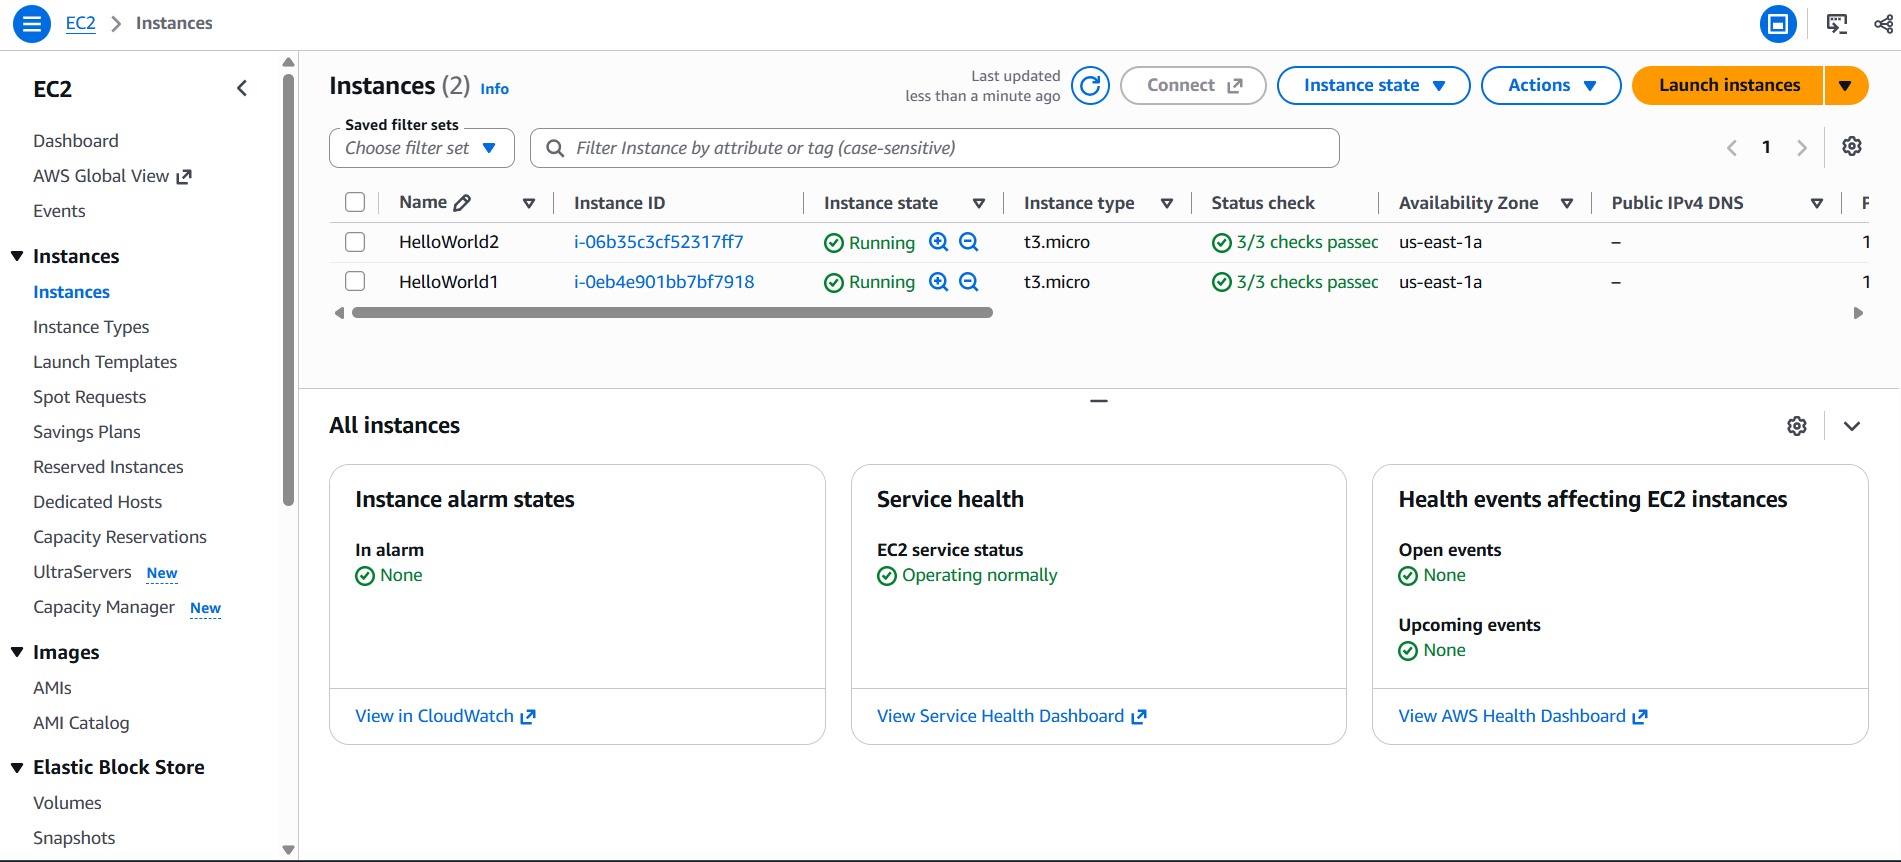 EC2 > Instances
EC2
Dashboard
AWS Global View
Events
Instances
Instances
Instance Types
Launch Templates
Spot Requests
Savings Plans
Reserved Instances
Dedicated Hosts
Capacity Reservations
UltraServers New
Capacity Manager New
Images
AMIs
AMI Catalog
Elastic Block Store
Volumes
Snapshots
Instances (2) Info
Last updated
less than a minute ago
Connect
Instance state
Actions
Launch instances
Saved filter sets
Choose filter set
Filter Instance by attribute or tag (case-sensitive)
1
Name Instance ID Instance state Instance type Status check Availability Zone Public IPv4 DNS P
HelloWorld2 i-06b35c3cf52317ff7 Running t3.micro 3/3 checks passed us-east-1a – 1
HelloWorld1 i-0eb4e901bb7bf7918 Running t3.micro 3/3 checks passed us-east-1a – 1
All instances
Instance alarm states
In alarm
None
View in CloudWatch
Service health
EC2 service status
Operating normally
View Service Health Dashboard
Health events affecting EC2 instances
Open events
None
Upcoming events
None
View AWS Health Dashboard